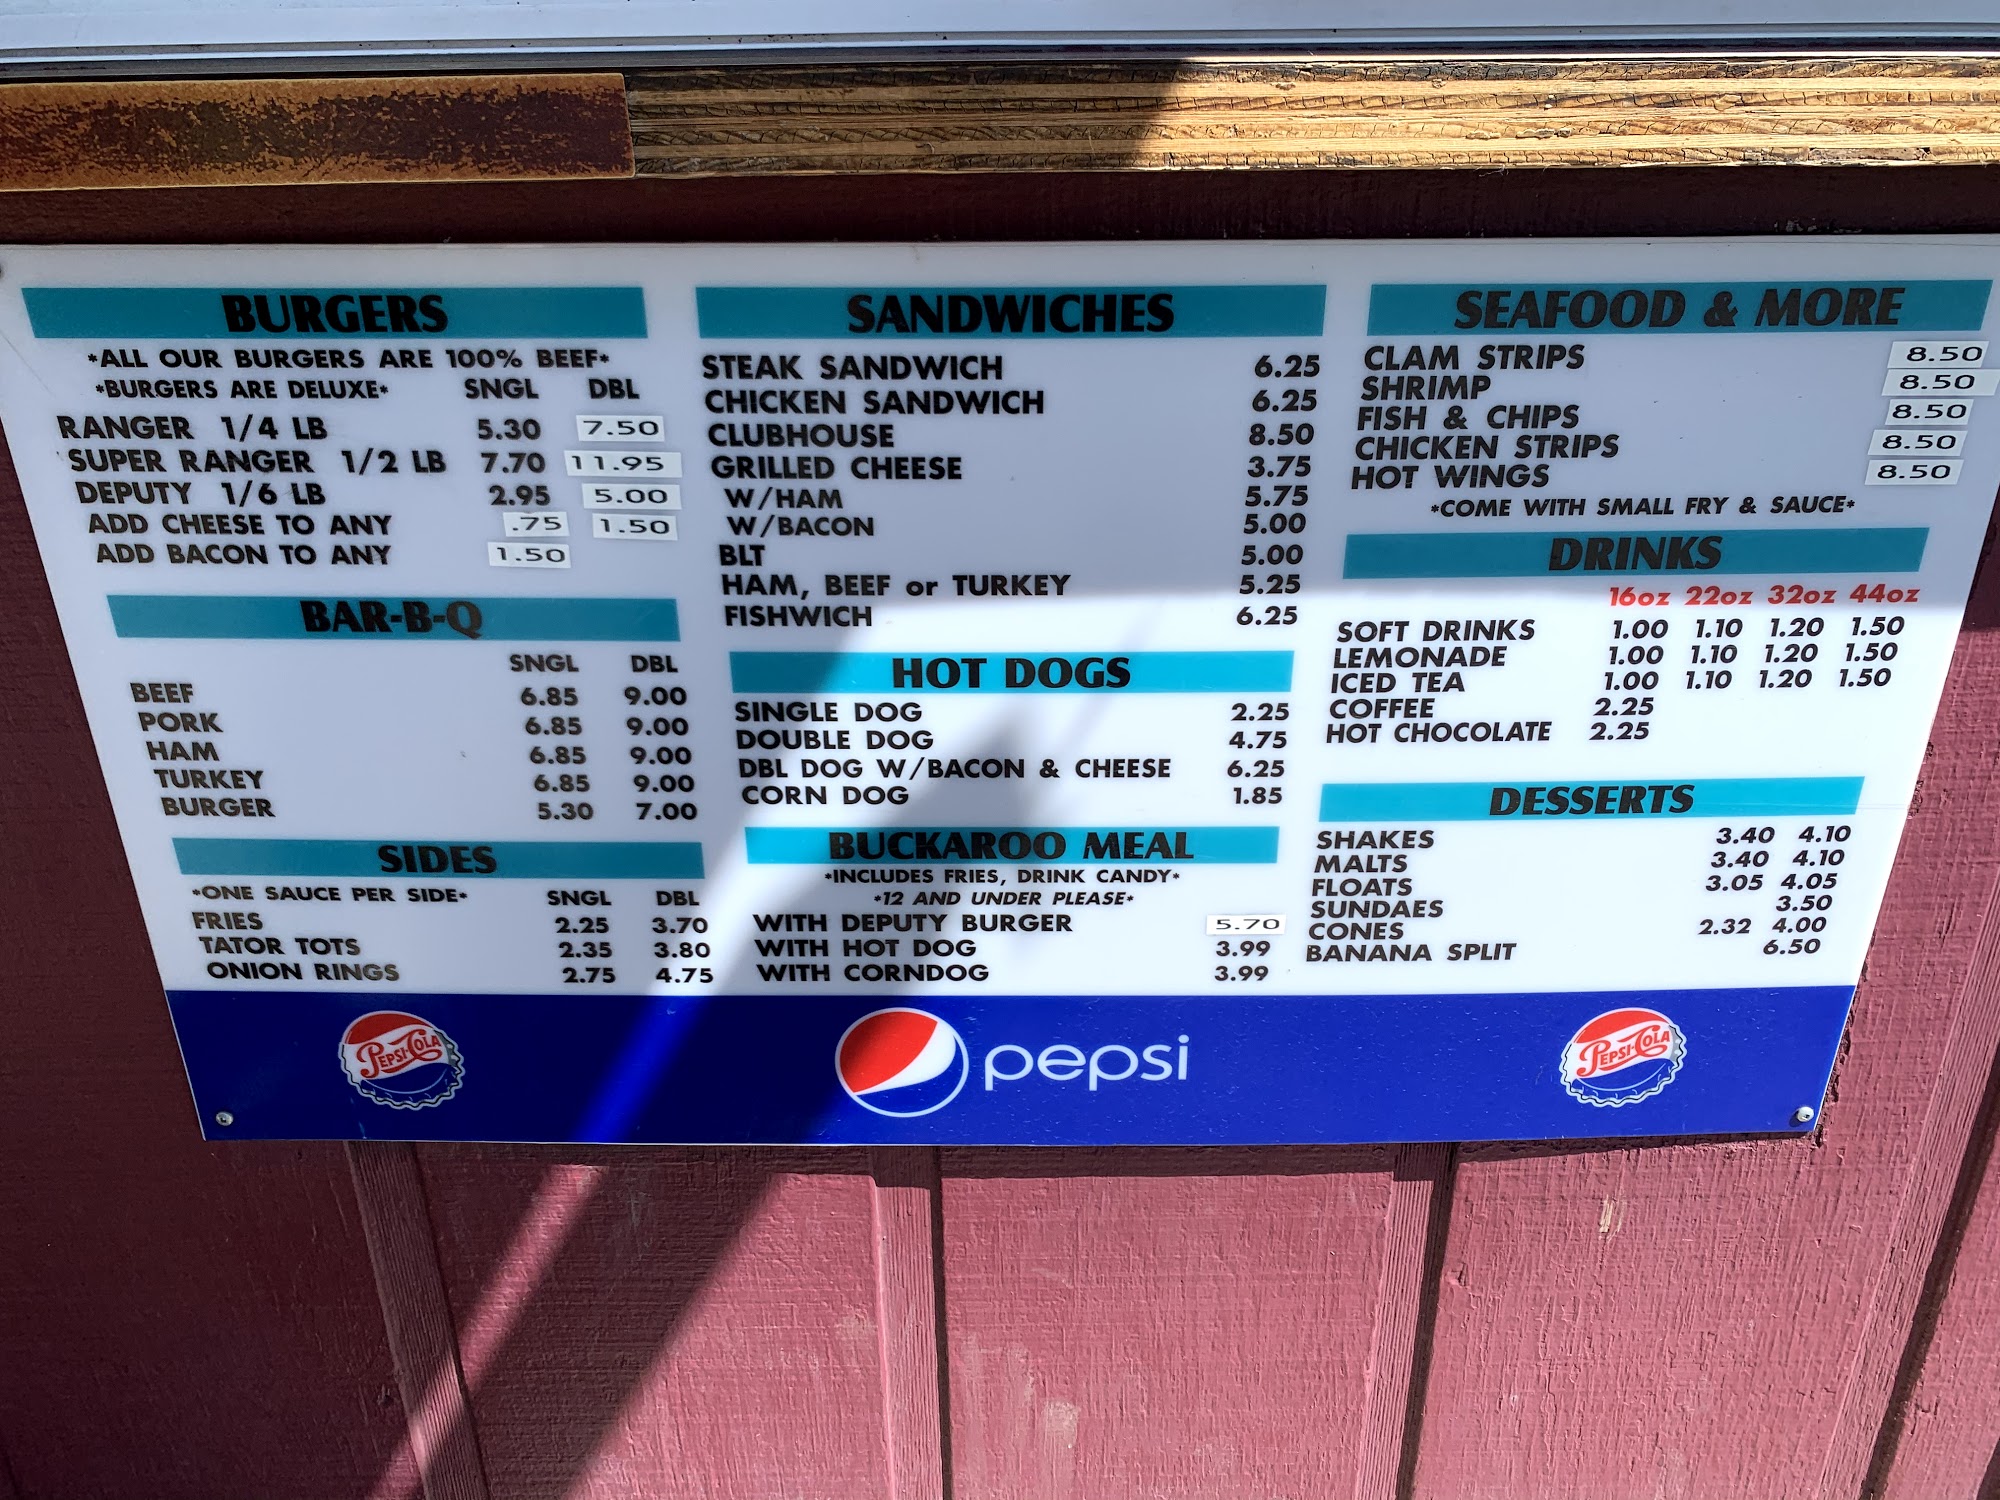 BURGERS
*ALL OUR BURGERS ARE 100% BEEF*
*BURGERS ARE DELUXE* SNGL DBL
RANGER 1/4 LB 5.30 7.50
SUPER RANGER 1/2 LB 7.70 11.95
DEPUTY 1/6 LB 2.95 5.00
ADD CHEESE TO ANY .75 1.50
ADD BACON TO ANY 1.50
BAR-B-Q
SNGL DBL
BEEF 6.85 9.00
PORK 6.85 9.00
HAM 6.85 9.00
TURKEY 6.85 9.00
BURGER 5.30 7.00
SIDES
*ONE SAUCE PER SIDE* SNGL DBL
FRIES 2.25 3.70
TATOR TOTS 2.35 3.80
ONION RINGS 2.75 4.75
SANDWICHES
STEAK SANDWICH 6.25
CHICKEN SANDWICH 6.25
CLUBHOUSE 8.50
GRILLED CHEESE 3.75
W/HAM 5.75
W/BACON 5.00
BLT 5.00
HAM, BEEF or TURKEY 5.25
FISHWICH 6.25
HOT DOGS
SINGLE DOG 2.25
DOUBLE DOG 4.75
DBL DOG W/BACON & CHEESE 6.25
CORN DOG 1.85
BUCKAROO MEAL
*INCLUDES FRIES, DRINK CANDY*
*12 AND UNDER PLEASE*
WITH DEPUTY BURGER 5.70
WITH HOT DOG 3.99
WITH CORNDOG 3.99
SEAFOOD & MORE
CLAM STRIPS 8.50
SHRIMP 8.50
FISH & CHIPS 8.50
CHICKEN STRIPS 8.50
HOT WINGS 8.50
*COME WITH SMALL FRY & SAUCE*
DRINKS
16oz 22oz 32oz 44oz
SOFT DRINKS 1.00 1.10 1.20 1.50
LEMONADE 1.00 1.10 1.20 1.50
ICED TEA 1.00 1.10 1.20 1.50
COFFEE 2.25
HOT CHOCOLATE 2.25
DESSERTS
SHAKES 3.40 4.10
MALTS 3.40 4.10
FLOATS 3.05 4.05
SUNDAES 3.50
CONES 2.32 4.00
BANANA SPLIT 6.50
PEPSI-COLA
pepsi
PEPSI-COLA